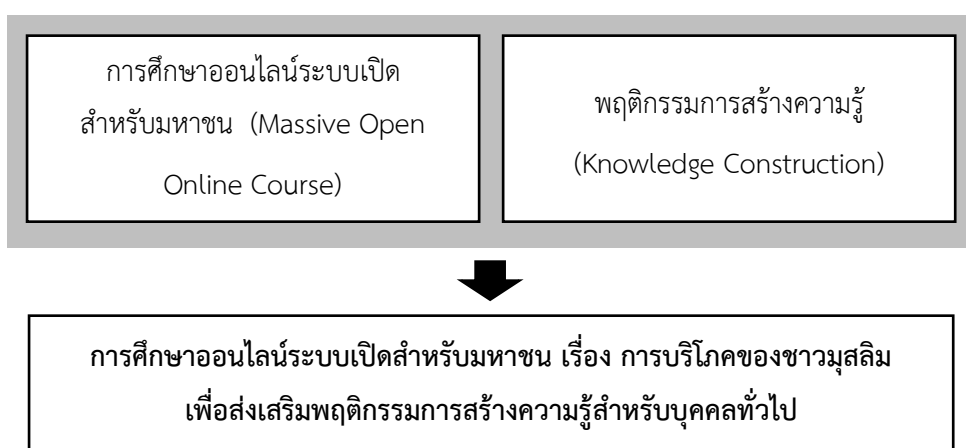 การศึกษาออนไลน์ระบบเปิด
สำหรับมหาชน (Massive Open
Online Course)
พฤติกรรมการสร้างความรู้
(Knowledge Construction)
การศึกษาออนไลน์ระบบเปิดสำหรับมหาชน เรื่อง การบริโภคของชาวมุสลิม
เพื่อส่งเสริมพฤติกรรมการสร้างความรู้สำหรับบุคคลทั่วไป